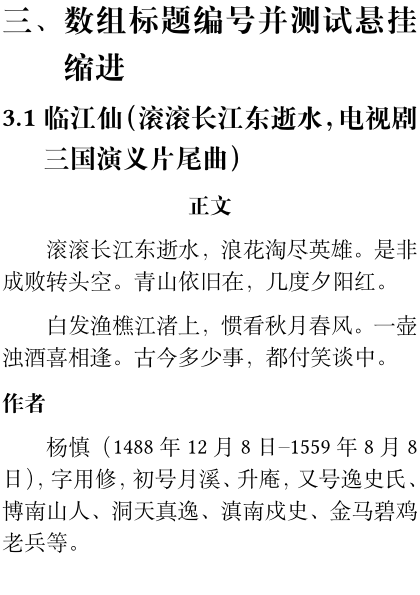 三、数组标题编号并测试悬挂
缩进
3.1 临江仙（滚滚长江东逝水，电视剧
三国演义片尾曲）
正文
滚滚长江东逝水，浪花淘尽英雄。是非
成败转头空。青山依旧在，几度夕阳红。
白发渔樵江渚上，惯看秋月春风。一壶
浊酒喜相逢。古今多少事，都付笑谈中。
作者
杨慎（1488 年 12 月 8 日–1559 年 8 月 8
日），字用修，初号月溪、升庵，又号逸史氏、
博南山人、洞天真逸、滇南戍史、金马碧鸡
老兵等。